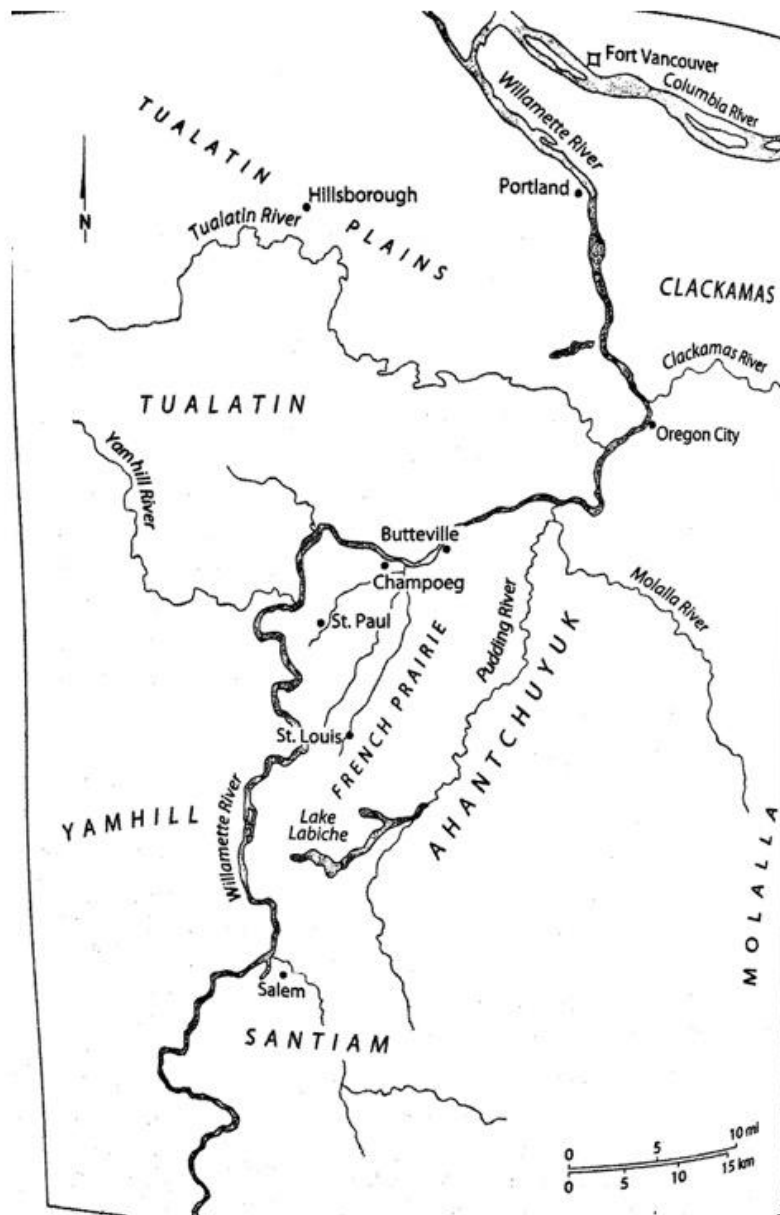 Fort Vancouver
Columbia River
Willamette River
TUALATIN
PLAINS
Hillsborough
Portland
N
Tualatin River
CLACKAMAS
Clackamas River
TUALATIN
Oregon City
Yamhill River
Butteville
Champoeg
Molalla River
St. Paul
Pudding River
FRENCH PRAIRIE
AHANTCHUYUK
St. Louis
YAMHILL
Willamette River
Lake
Labiche
MOLALLA
Salem
SANTIAM
0 5 10 mi
0 5 10 15 km